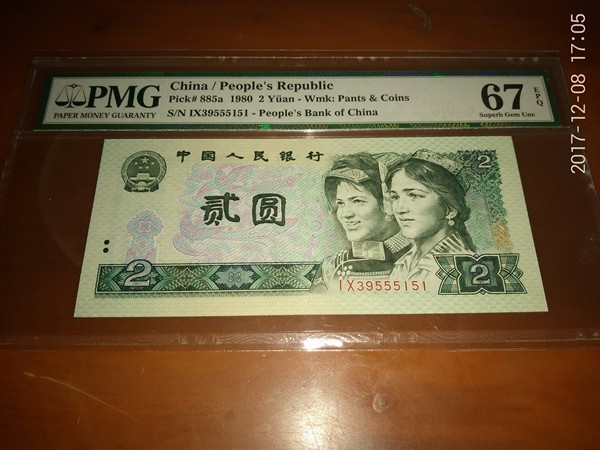 PMG
PAPER MONEY GUARANTY
China / People's Republic
Pick# 885a 1980 2 Yüan - Wmk: Pants & Coins
S/N IX39555151 - People's Bank of China
67 EPQ
Superb Gem Unc
2017-12-08 17:05
中国人民银行
贰圆
2
2
2
IX39555151